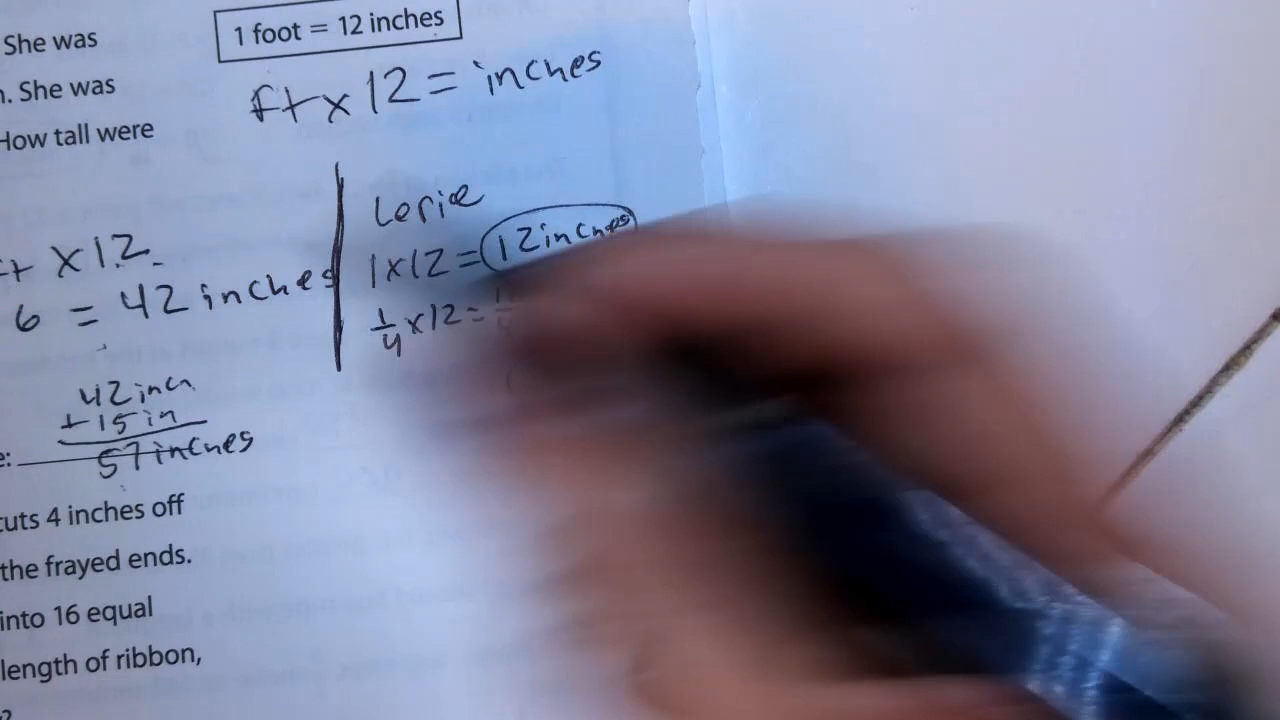 She was
1 foot = 12 inches
. She was
ft x 12 = inches
How tall were
Lerie
x 12
1 x 12 = 12 inches
6 = 42 inches
1/4 x 12 =
42 inch
+ 15 in
57 inches
e:
cuts 4 inches off
the frayed ends.
into 16 equal
length of ribbon,